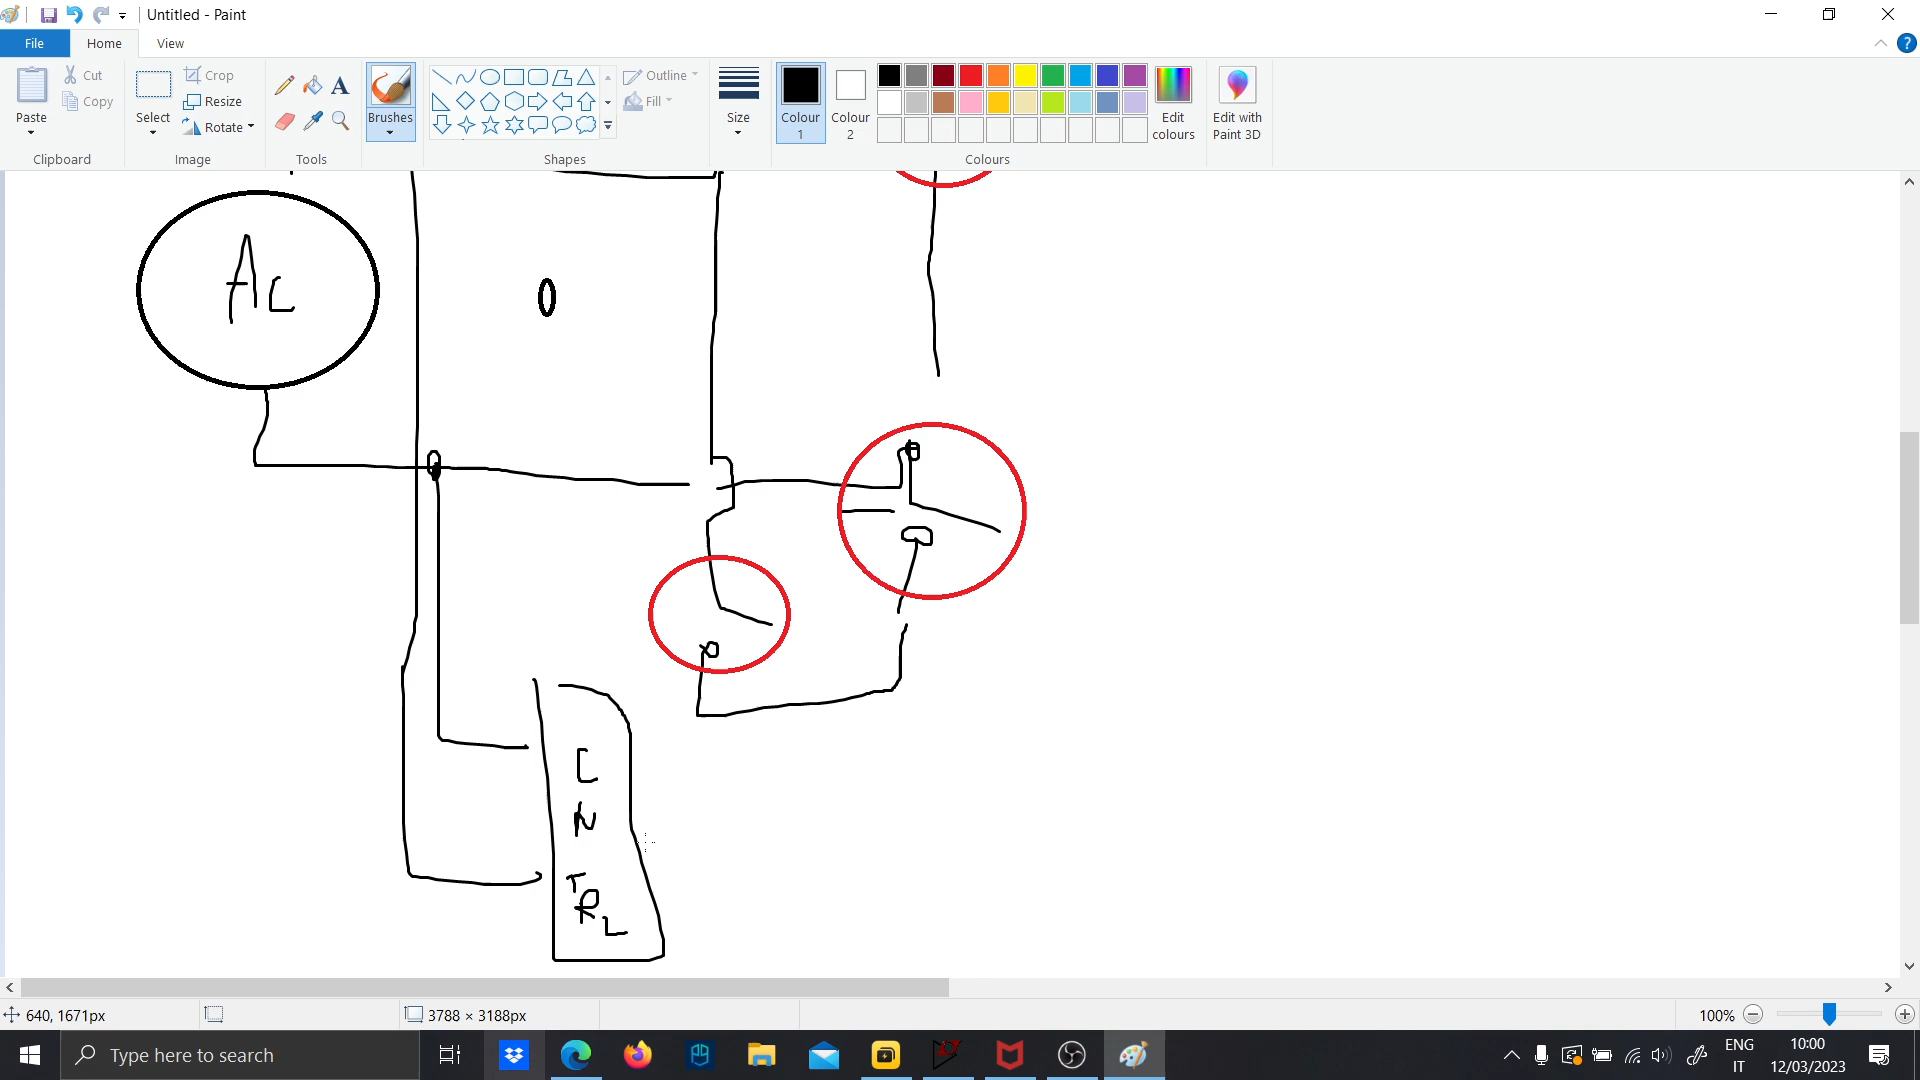 Untitled - Paint
File
Home
View
Cut
Copy
Paste
Clipboard
Crop
Resize
Rotate
Select
Image
Tools
Brushes
Shapes
Outline
Fill
Size
Colour
1
Colour
2
Colours
Edit
colours
Edit with
Paint 3D
?
AC
0
C
N
T
R
L
640, 1671px
3788 × 3188px
100%
Type here to search
ENG
IT
10:00
12/03/2023